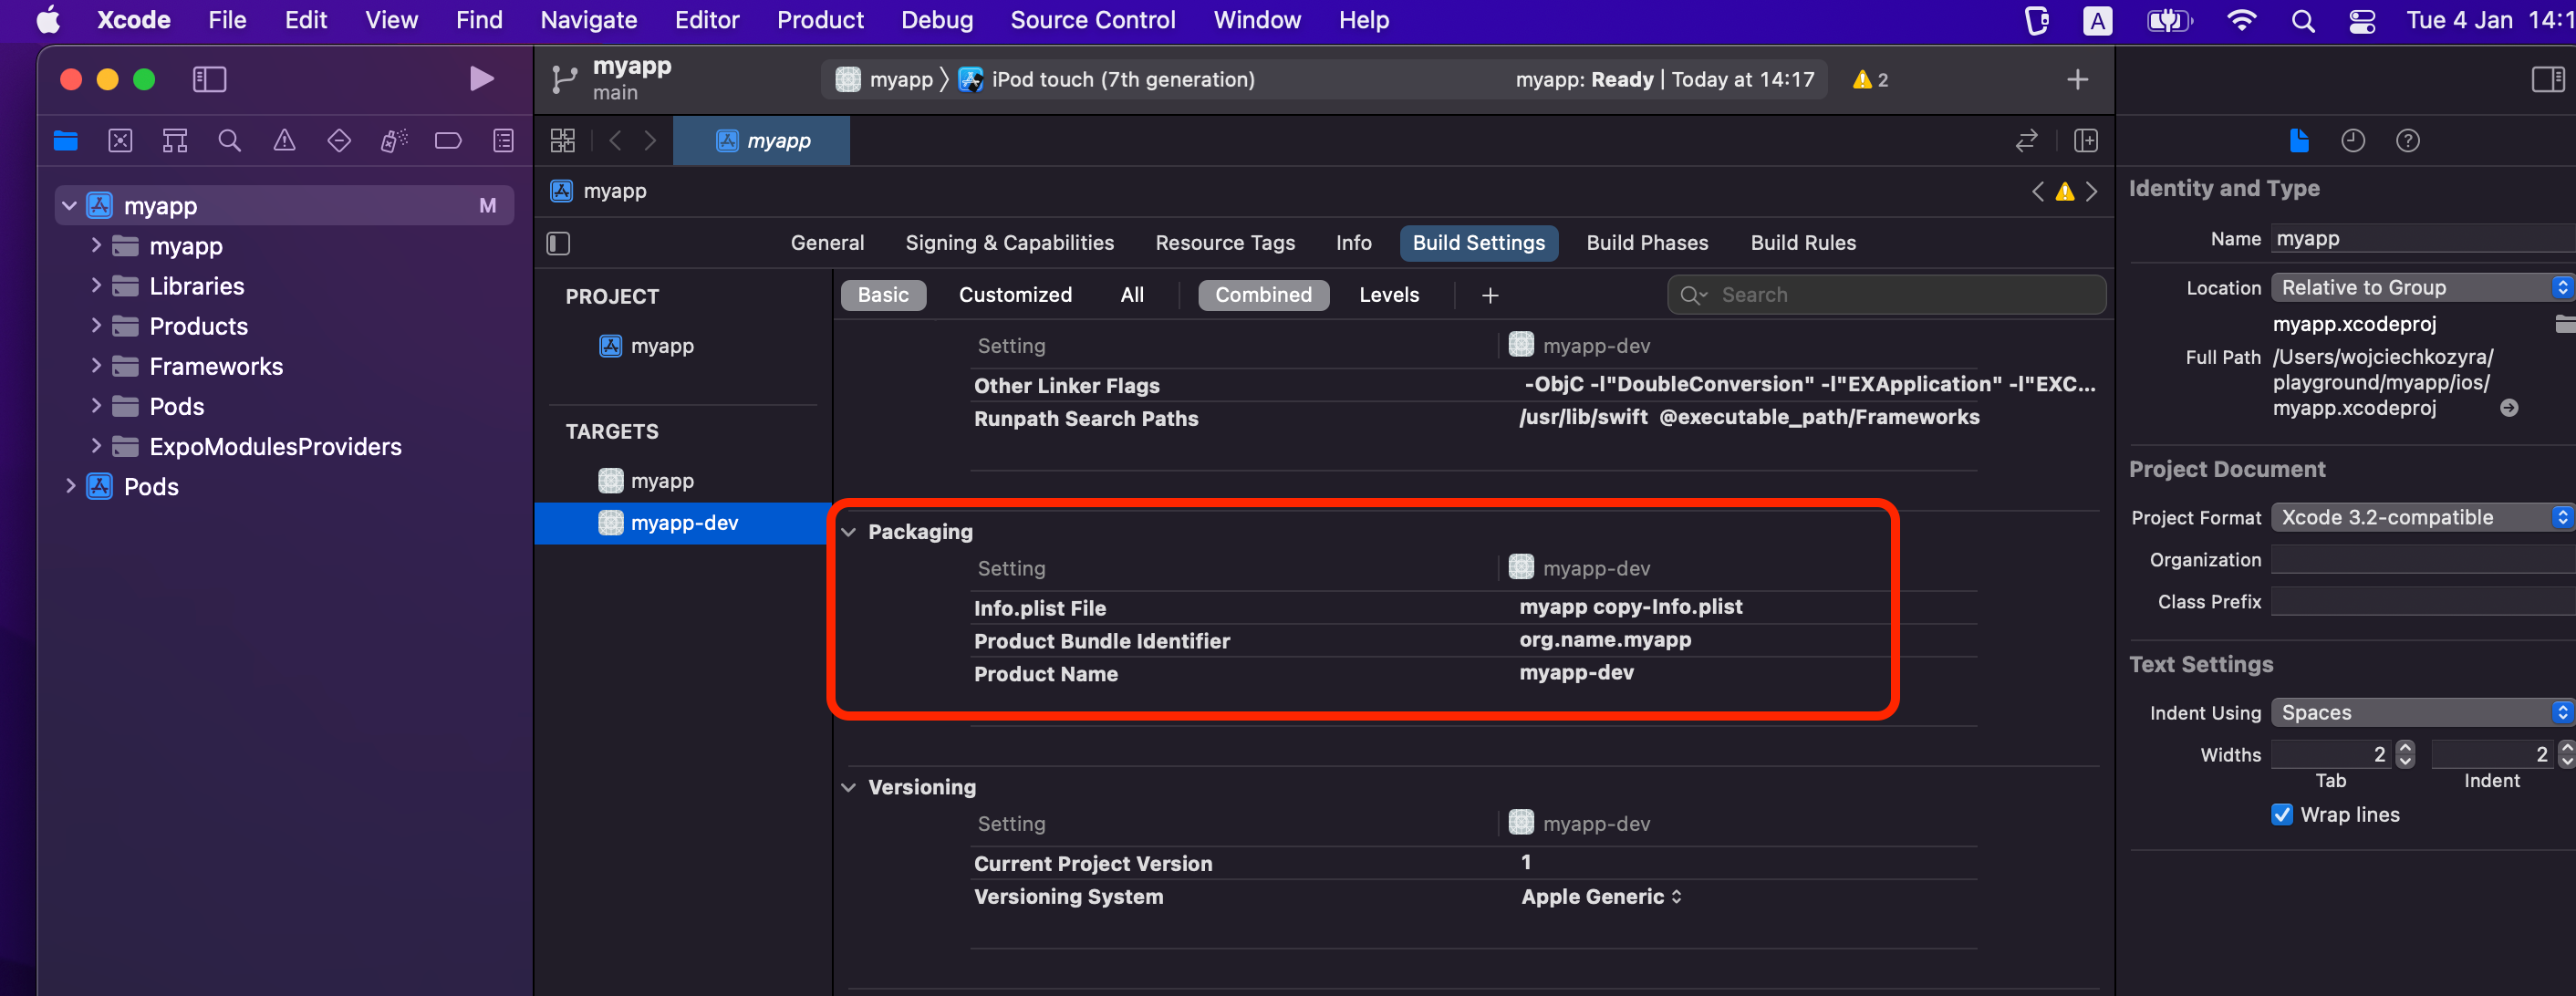 Xcode File Edit View Find Navigate Editor Product Debug Source Control Window Help A Tue 4 Jan 14:1
myapp
main
myapp iPod touch (7th generation) myapp: Ready | Today at 14:17 2
myapp
myapp M
myapp
Libraries
Products
Frameworks
Pods
ExpoModulesProviders
Pods
myapp
General Signing & Capabilities Resource Tags Info Build Settings Build Phases Build Rules
PROJECT
myapp
TARGETS
myapp
myapp-dev
Basic Customized All Combined Levels + Search
Setting myapp-dev
Other Linker Flags -ObjC -l"DoubleConversion" -l"EXApplication" -l"EXC...
Runpath Search Paths /usr/lib/swift @executable_path/Frameworks
Packaging
Setting myapp-dev
Info.plist File myapp copy-Info.plist
Product Bundle Identifier org.name.myapp
Product Name myapp-dev
Versioning
Setting myapp-dev
Current Project Version 1
Versioning System Apple Generic
Identity and Type
Name myapp
Location Relative to Group
myapp.xcodeproj
Full Path /Users/wojciechkozyra/
playground/myapp/ios/
myapp.xcodeproj
Project Document
Project Format Xcode 3.2-compatible
Organization
Class Prefix
Text Settings
Indent Using Spaces
Widths 2 2
Tab Indent
Wrap lines